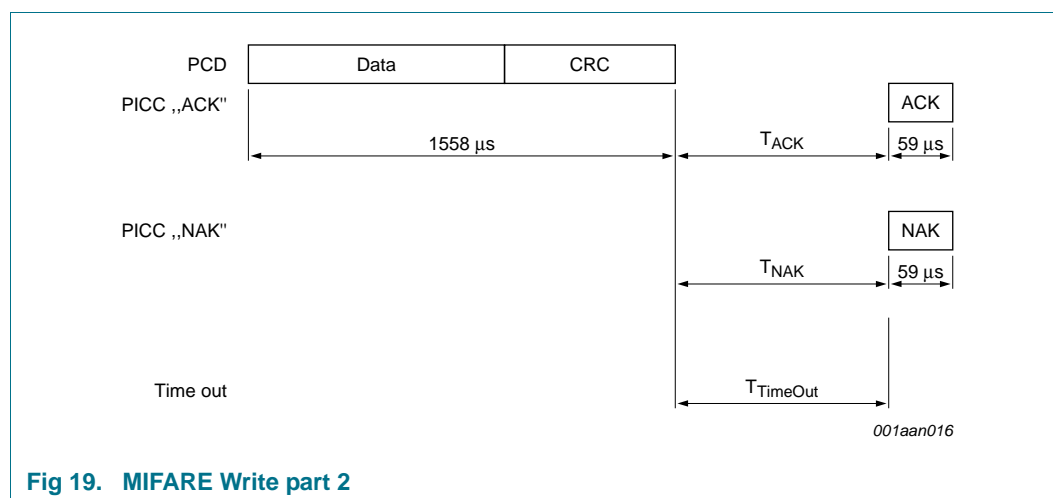 PCD Data CRC
PICC ,,ACK" ACK
1558 μs TACK 59 μs
PICC ,,NAK" NAK
TNAK 59 μs
Time out TTimeOut
001aan016
Fig 19. MIFARE Write part 2